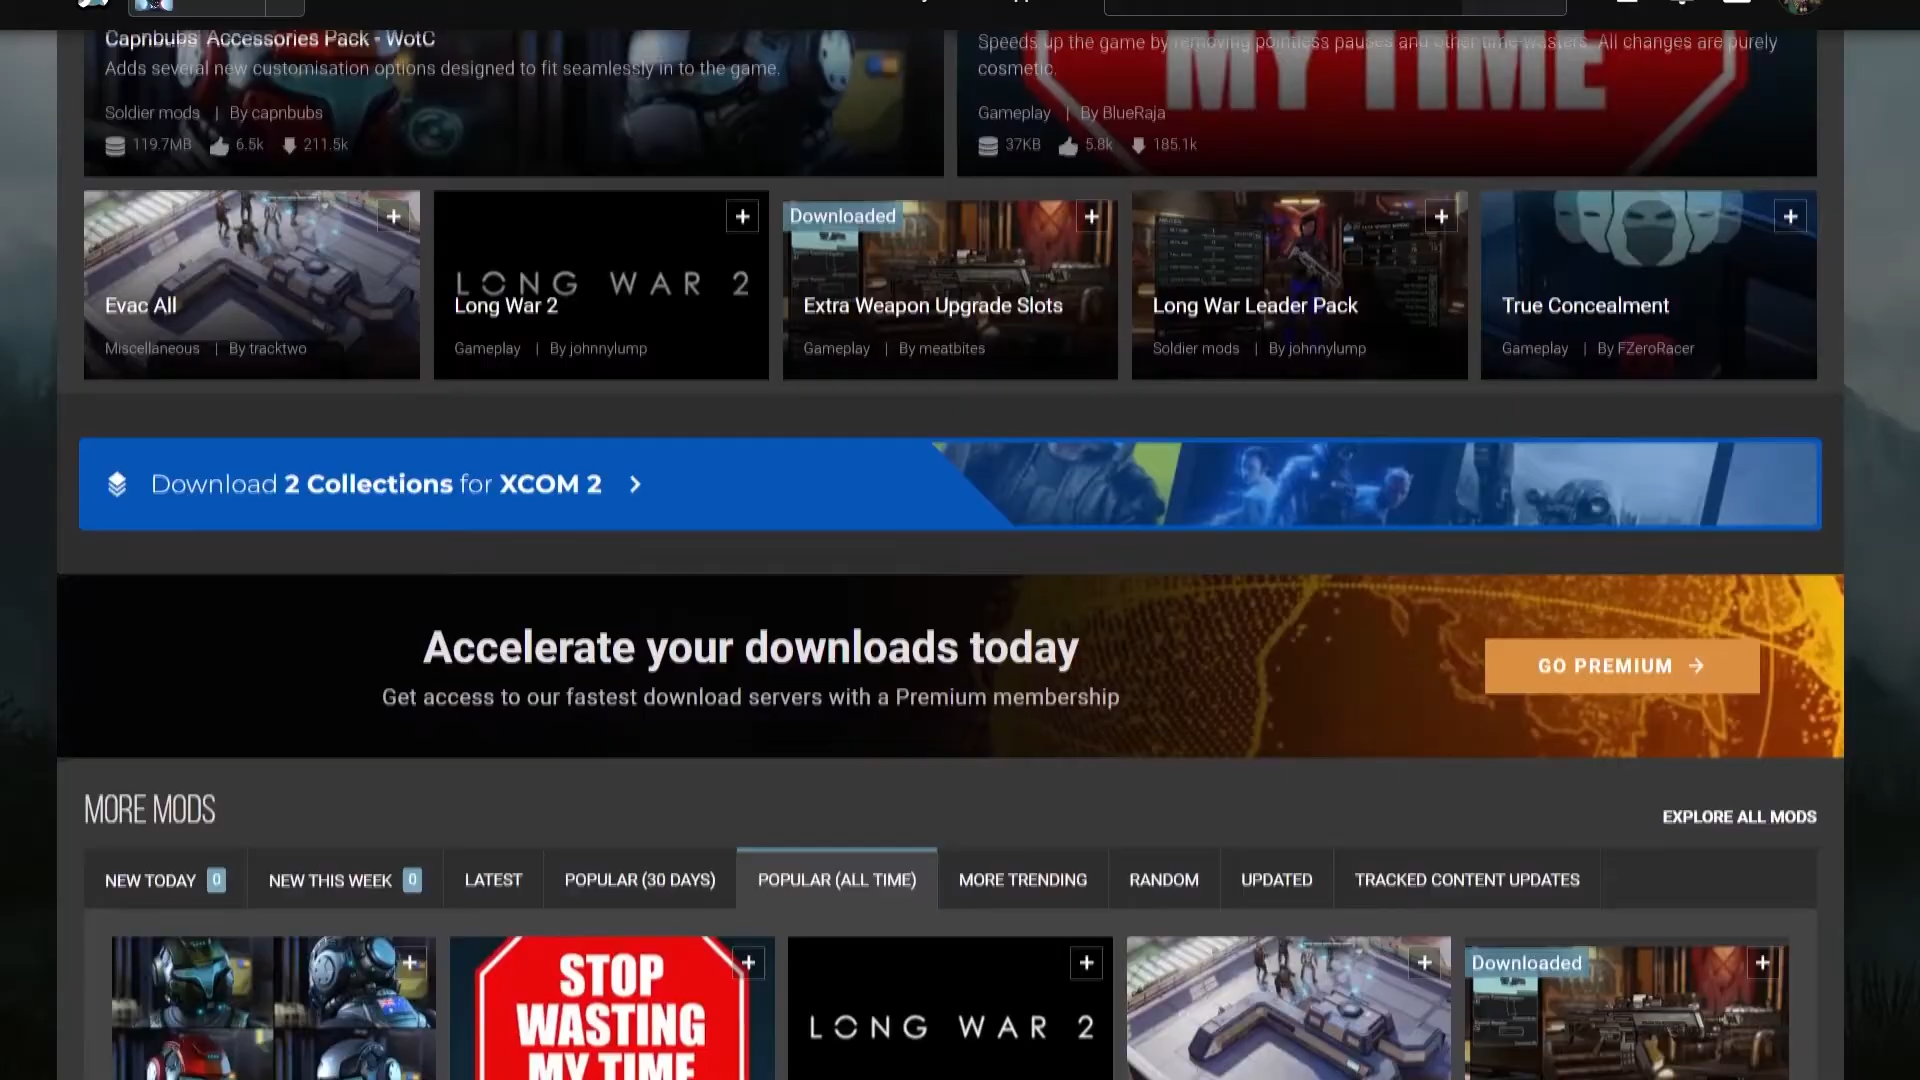 Capnbubs Accessories Pack - WotC
Adds several new customisation options designed to fit seamlessly in to the game.
Soldier mods | By capnbubs
119.7MB 6.5k 211.5k
Speeds up the game by removing pointless pauses and other time-wasters. All changes are purely
cosmetic.
MY TIME
Gameplay | By BlueRaja
37KB 5.8k 185.1k
Evac All
Miscellaneous | By tracktwo
LONG WAR 2
Long War 2
Gameplay | By johnnylump
Downloaded
Extra Weapon Upgrade Slots
Gameplay | By meatbites
Long War Leader Pack
Soldier mods | By johnnylump
True Concealment
Gameplay | By FZeroRacer
Download 2 Collections for XCOM 2
Accelerate your downloads today
Get access to our fastest download servers with a Premium membership
GO PREMIUM
MORE MODS
EXPLORE ALL MODS
NEW TODAY 0
NEW THIS WEEK 0
LATEST
POPULAR (30 DAYS)
POPULAR (ALL TIME)
MORE TRENDING
RANDOM
UPDATED
TRACKED CONTENT UPDATES
STOP
WASTING
MY TIME
LONG WAR 2
Downloaded